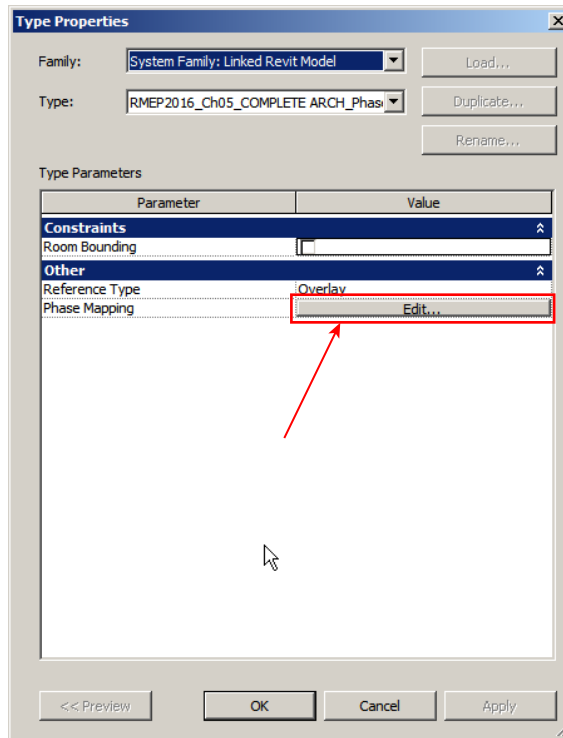 Type Properties
Family: System Family: Linked Revit Model Load...
Type: RMEP2016_Ch05_COMPLETE ARCH_Phas Duplicate...
Rename...
Type Parameters
Parameter Value
Constraints
Room Bounding
Other
Reference Type Overlay
Phase Mapping Edit...
<< Preview OK Cancel Apply